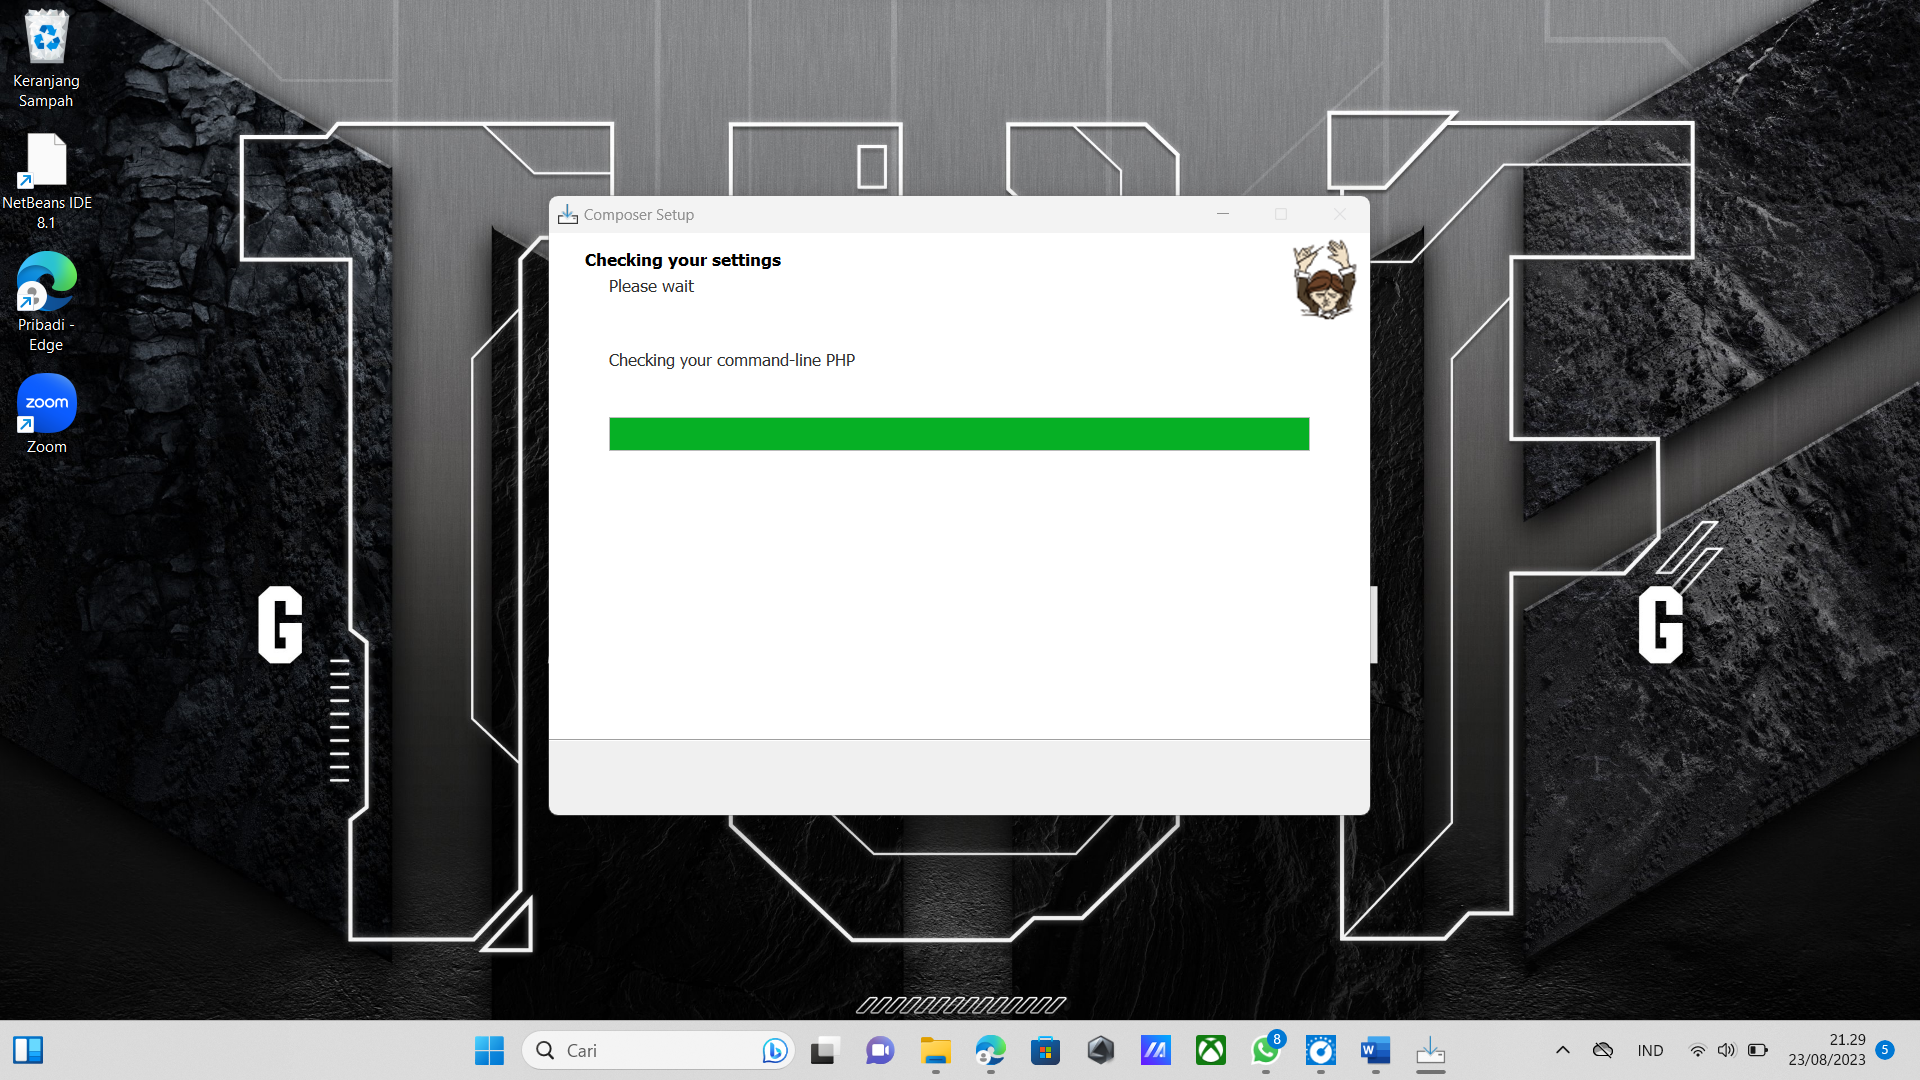 Keranjang
Sampah
NetBeans IDE
8.1
Pribadi -
Edge
zoom
Zoom
Composer Setup
Checking your settings
Please wait
Checking your command-line PHP
G
G
Cari
8
W
IND
21.29
23/08/2023
5